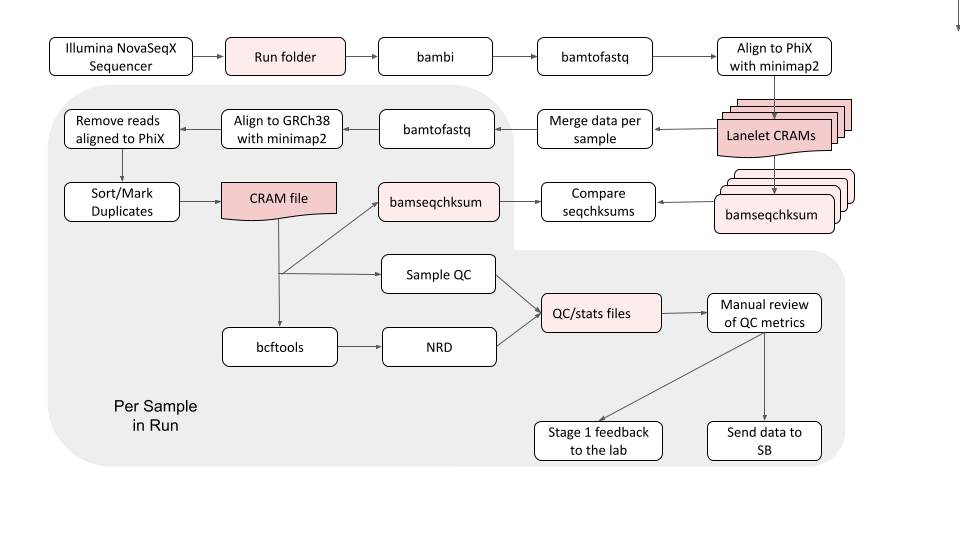 Illumina NovaSeqX
Sequencer
Run folder
bambi
bamtofastq
Align to PhiX
with minimap2
Remove reads
aligned to PhiX
Align to GRCh38
with minimap2
bamtofastq
Merge data per
sample
Lanelet CRAMs
Sort/Mark
Duplicates
CRAM file
bamseqchksum
Compare
seqchksums
bamseqchksum
Sample QC
QC/stats files
Manual review
of QC metrics
bcftools
NRD
Per Sample
in Run
Stage 1 feedback
to the lab
Send data to
SB